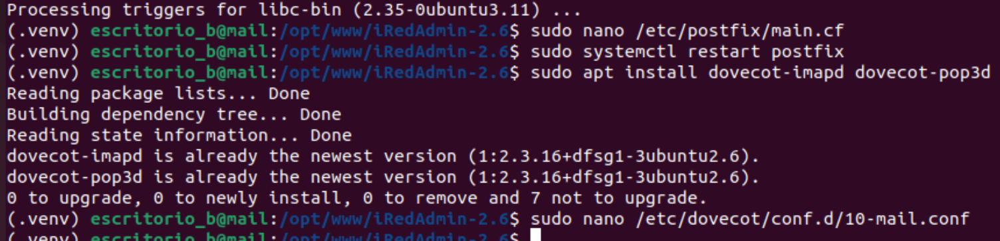 Processing triggers for libc-bin (2.35-0ubuntu3.11) ...
(.venv) escritorio_b@mail:/opt/www/iRedAdmin-2.6$ sudo nano /etc/postfix/main.cf
(.venv) escritorio_b@mail:/opt/www/iRedAdmin-2.6$ sudo systemctl restart postfix
(.venv) escritorio_b@mail:/opt/www/iRedAdmin-2.6$ sudo apt install dovecot-imapd dovecot-pop3d
Reading package lists... Done
Building dependency tree... Done
Reading state information... Done
dovecot-imapd is already the newest version (1:2.3.16+dfsg1-3ubuntu2.6).
dovecot-pop3d is already the newest version (1:2.3.16+dfsg1-3ubuntu2.6).
0 to upgrade, 0 to newly install, 0 to remove and 7 not to upgrade.
(.venv) escritorio_b@mail:/opt/www/iRedAdmin-2.6$ sudo nano /etc/dovecot/conf.d/10-mail.conf
(.venv) escritorio_b@mail:/opt/www/iRedAdmin-2.6$